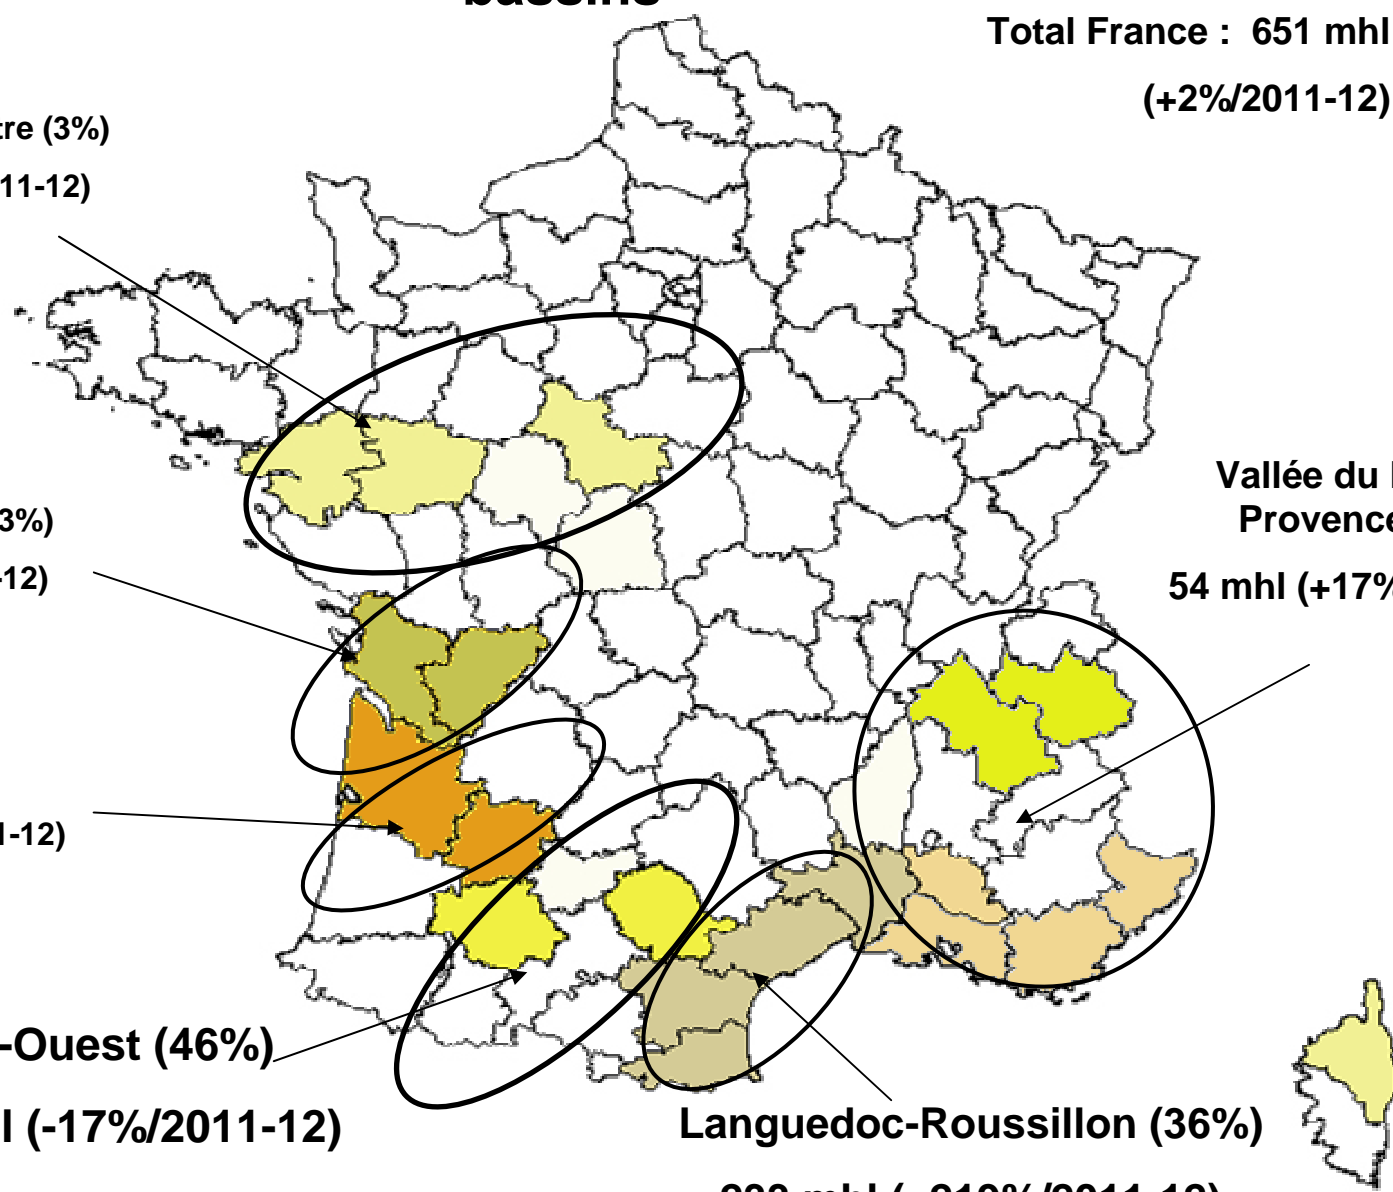 bassins
Total France : 651 mhl
(+2%/2011-12)
tre (3%)
11-12)
3%)
-12)
Vallée du
Provence
54 mhl (+17%
1-12)
-Ouest (46%)
l (-17%/2011-12)
Languedoc-Roussillon (36%)